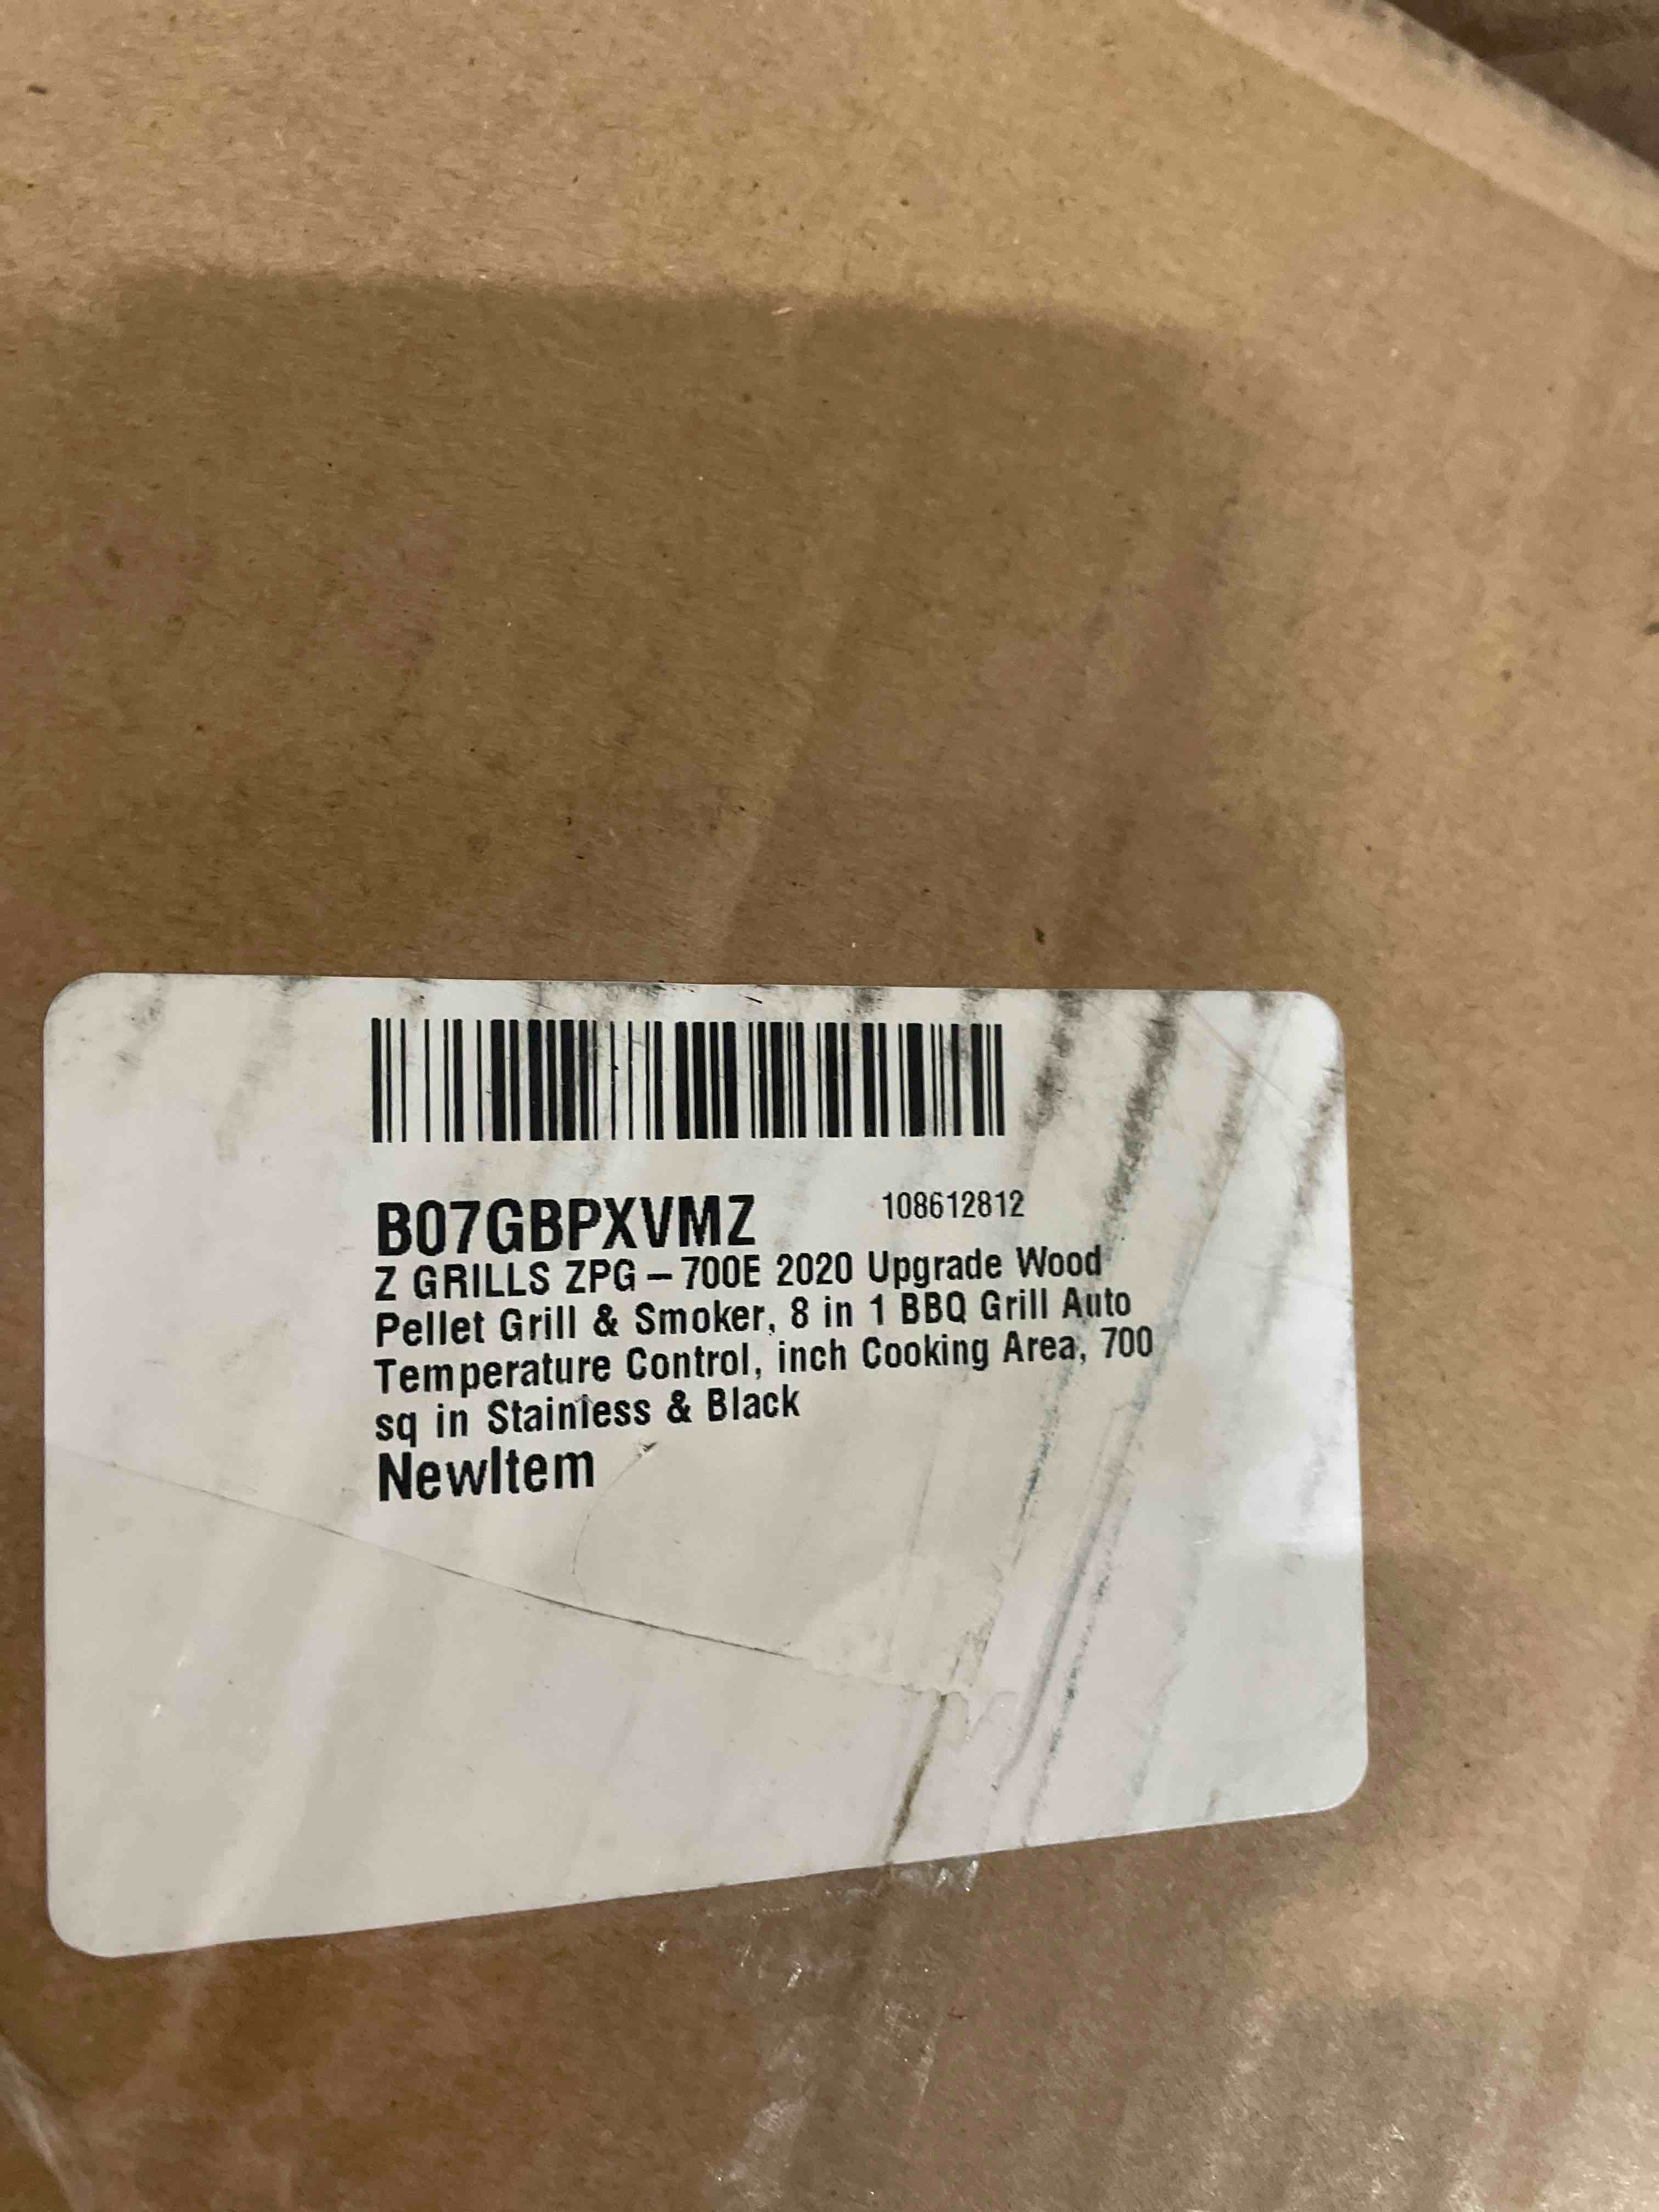 B07GBPXVMZ 108612812
Z GRILLS ZPG – 700E 2020 Upgrade Wood
Pellet Grill & Smoker, 8 in 1 BBQ Grill Auto
Temperature Control, inch Cooking Area, 700
sq in Stainless & Black
NewItem